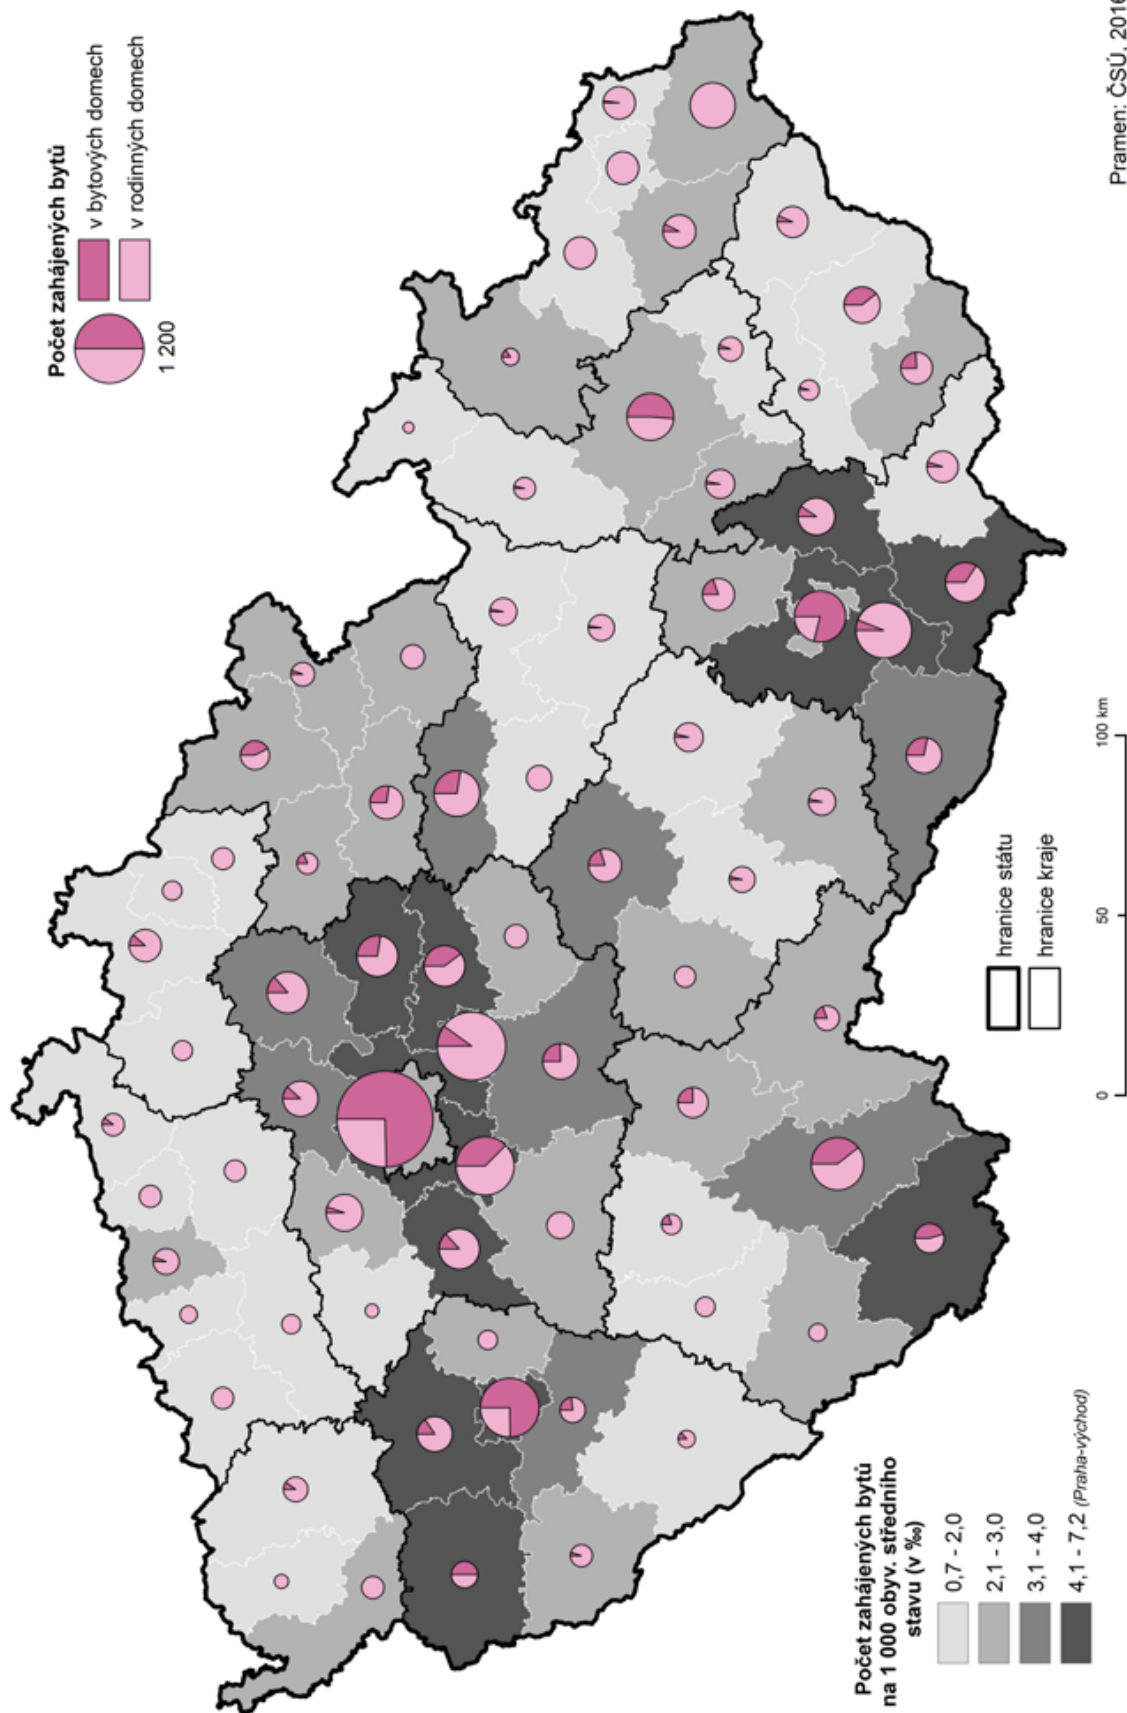 Počet zahájených bytů
v bytových domech
v rodinných domech
1 200
Počet zahájených bytů
na 1 000 obyv. středního
stavu (v ‰)
0,7 - 2,0
2,1 - 3,0
3,1 - 4,0
4,1 - 7,2 (Praha-východ)
hranice státu
hranice kraje
0
50
100 km
Pramen: ČSÚ, 2016